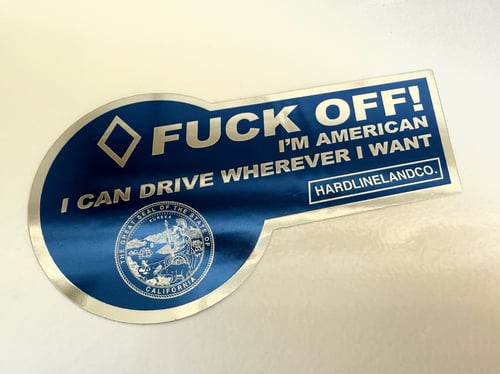 FUCK OFF!
I'M AMERICAN
I CAN DRIVE WHEREVER I WANT
HARDLINELANDCO.
THE GREAT SEAL OF THE STATE OF
EUREKA
CALIFORNIA